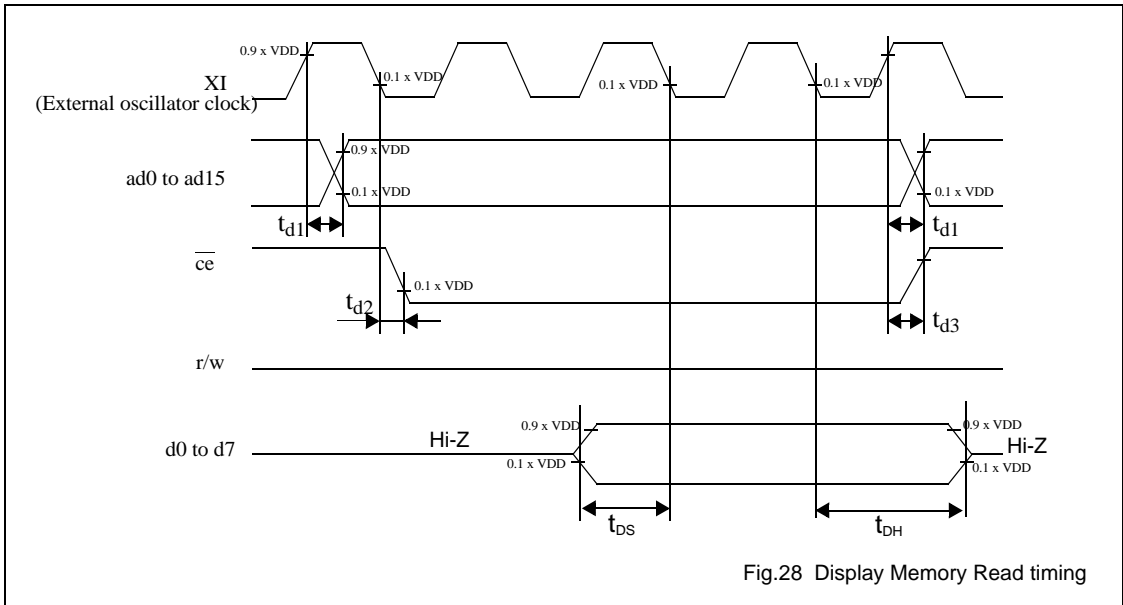 0.9 x VDD
XI
(External oscillator clock)
0.1 x VDD
0.1 x VDD
0.1 x VDD
ad0 to ad15
0.9 x VDD
0.1 x VDD
0.1 x VDD
td1
td1
ce
0.1 x VDD
td2
td3
r/w
d0 to d7
Hi-Z
0.9 x VDD
0.1 x VDD
0.9 x VDD
Hi-Z
0.1 x VDD
tDS
tDH
Fig.28 Display Memory Read timing